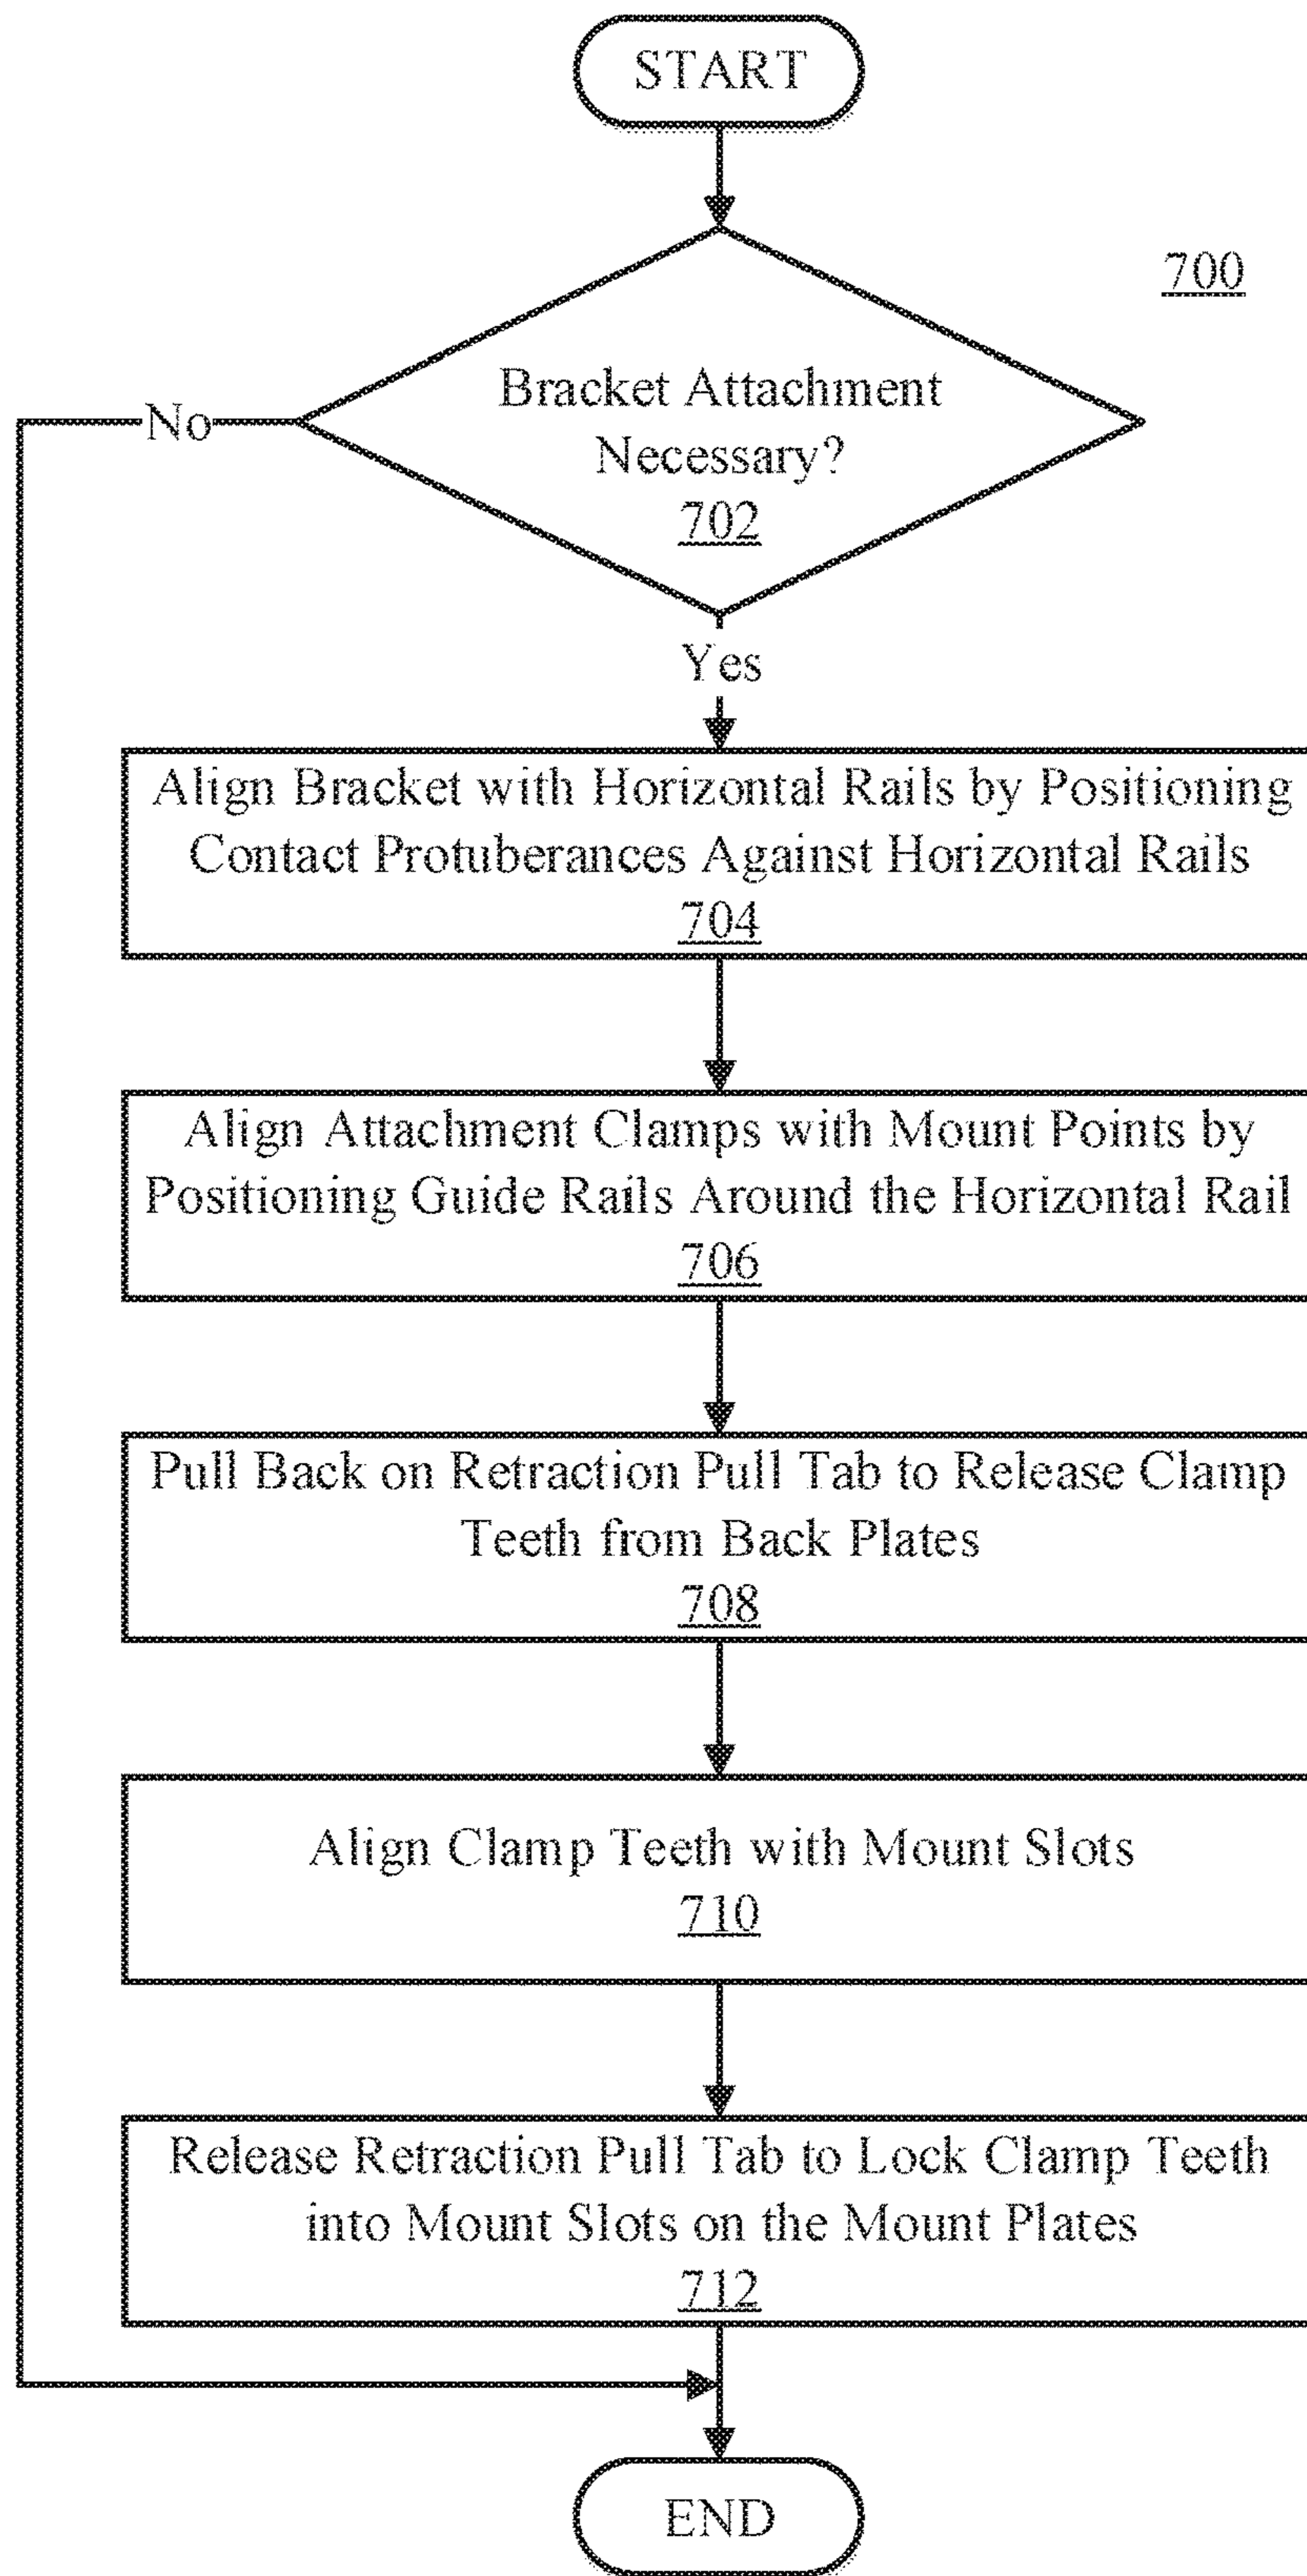 START
700
Bracket Attachment
Necessary?
702
No
Yes
Align Bracket with Horizontal Rails by Positioning
Contact Protuberances Against Horizontal Rails
704
Align Attachment Clamps with Mount Points by
Positioning Guide Rails Around the Horizontal Rail
706
Pull Back on Retraction Pull Tab to Release Clamp
Teeth from Back Plates
708
Align Clamp Teeth with Mount Slots
710
Release Retraction Pull Tab to Lock Clamp Teeth
into Mount Slots on the Mount Plates
712
END